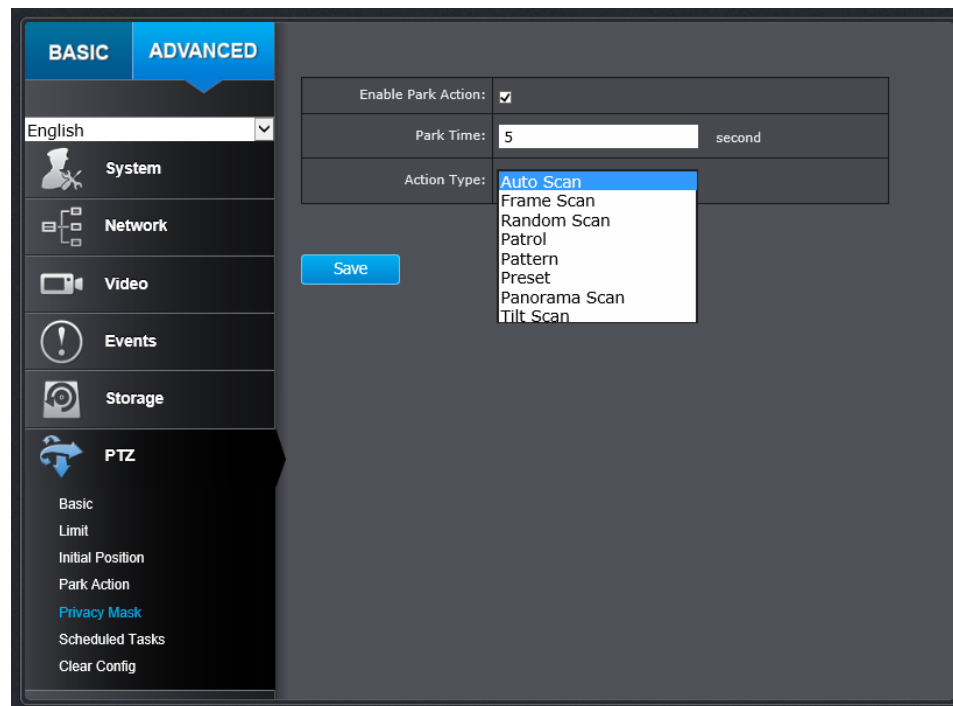 BASIC ADVANCED
English
System
Network
Video
Events
Storage
PTZ
Basic
Limit
Initial Position
Park Action
Privacy Mask
Scheduled Tasks
Clear Config
Enable Park Action:
Park Time: 5 second
Action Type: Auto Scan
Frame Scan
Random Scan
Patrol
Pattern
Preset
Panorama Scan
Tilt Scan
Save